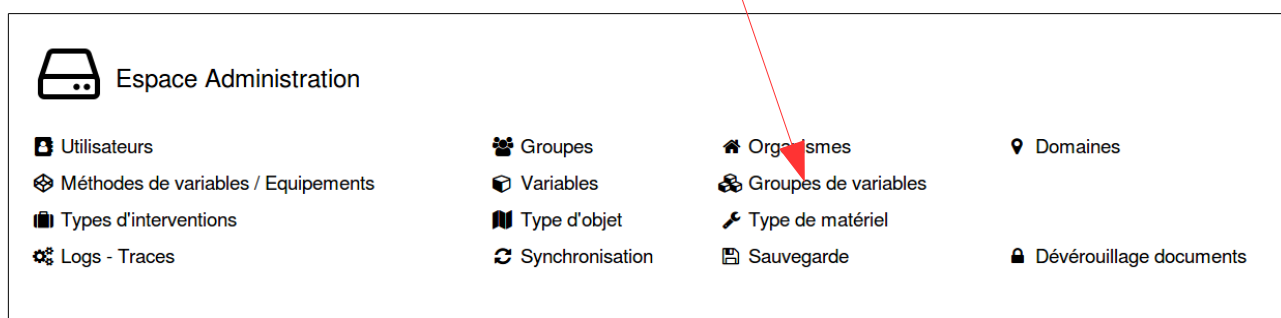 Espace Administration
Utilisateurs Groupes Organismes Domaines
Méthodes de variables / Equipements Variables Groupes de variables
Types d'interventions Type d'objet Type de matériel
Logs - Traces Synchronisation Sauvegarde Dévérouillage documents